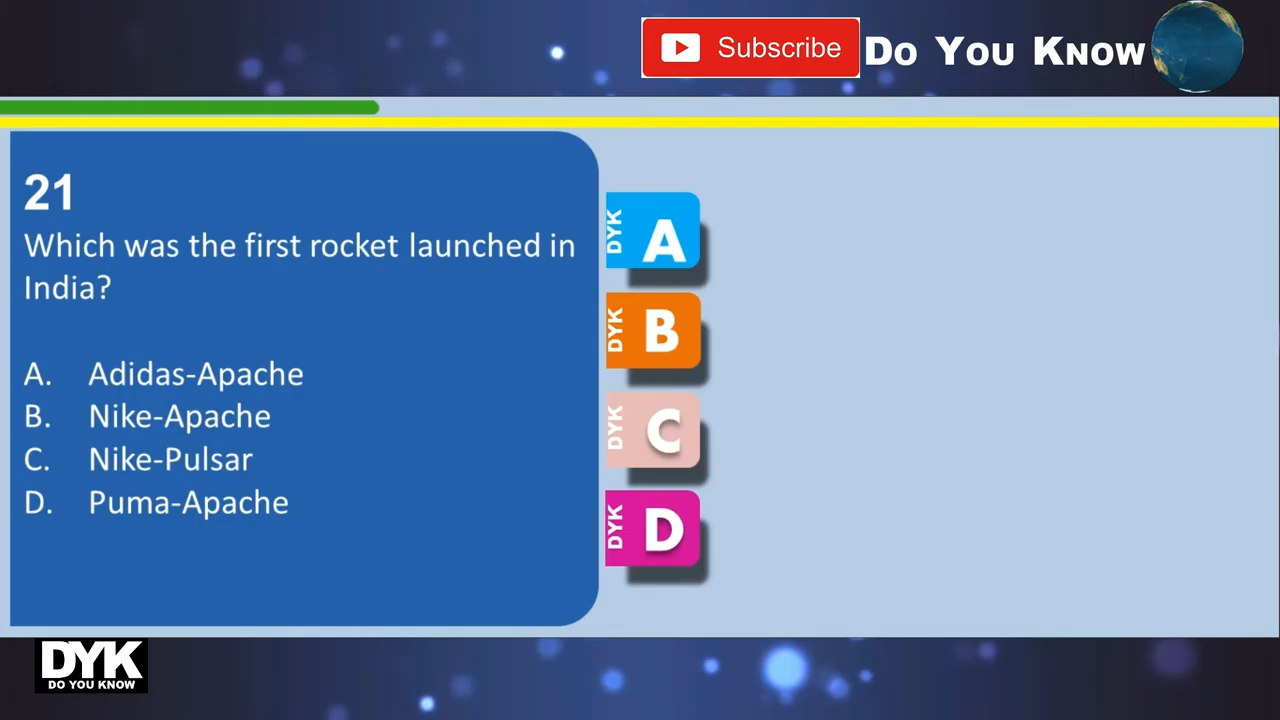 Subscribe
Do You Know
21
Which was the first rocket launched in
India?
A. Adidas-Apache
B. Nike-Apache
C. Nike-Pulsar
D. Puma-Apache
DYK A
DYK B
DYK C
DYK D
DYK
DO YOU KNOW